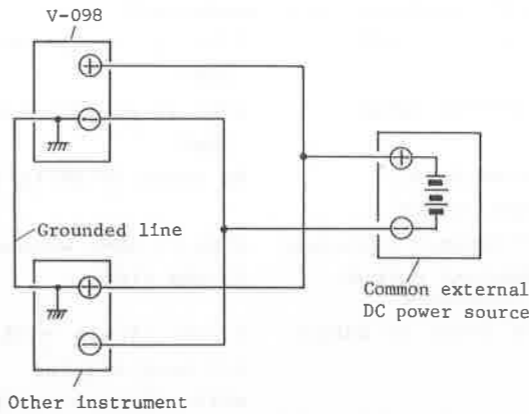 V-098
Grounded line
Common external
DC power source
Other instrument